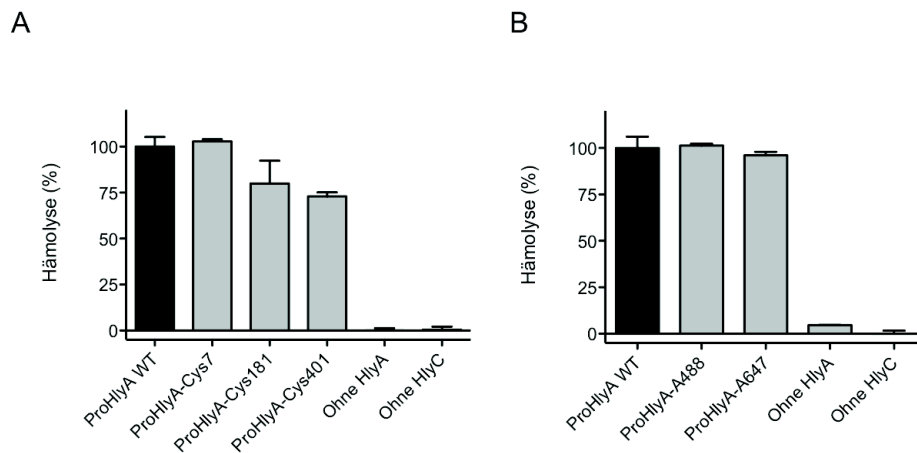 A
Hämolyse (%)
100
75
50
25
0
ProHlyA WT
ProHlyA-Cys7
ProHlyA-Cys181
ProHlyA-Cys401
Ohne HlyA
Ohne HlyC
B
Hämolyse (%)
100
75
50
25
0
ProHlyA WT
ProHlyA-A488
ProHlyA-A647
Ohne HlyA
Ohne HlyC